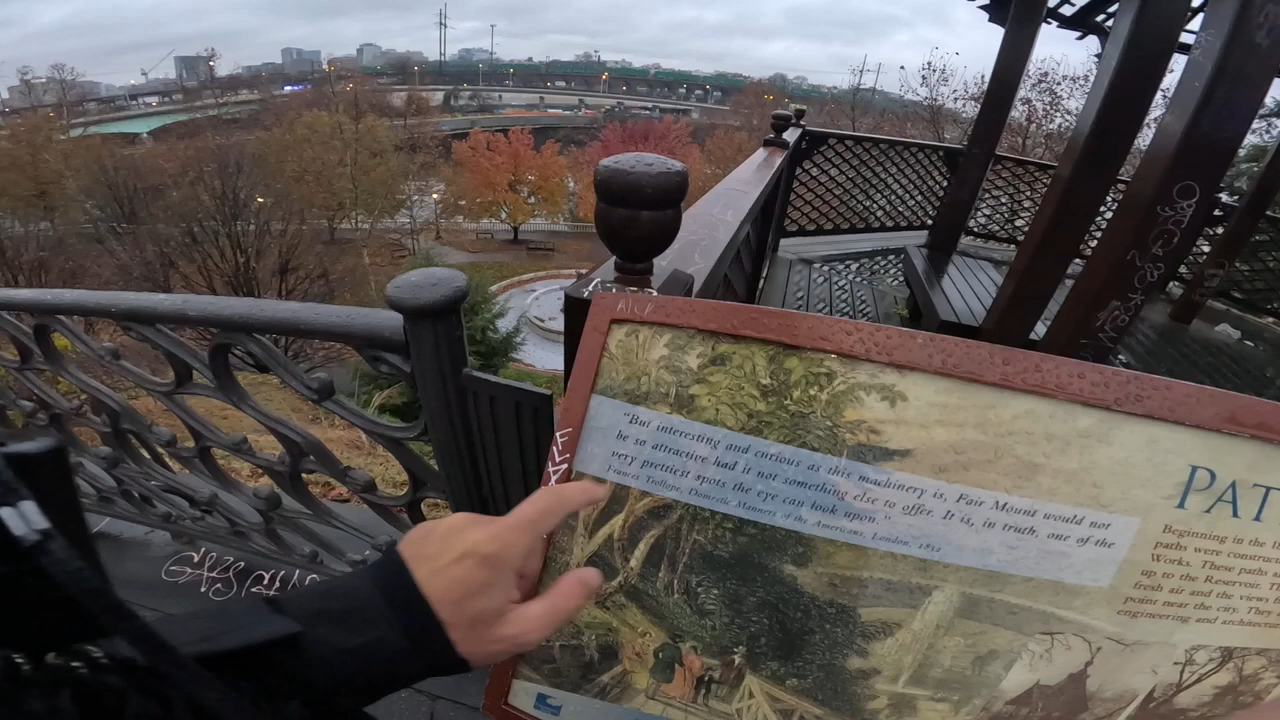 "But interesting and curious as this machinery is, Fair Mount would not
be so attractive had it not something else to offer. It is, in truth, one of the
very prettiest spots the eye can look upon."
Frances Trollope, Domestic Manners of the Americans, London, 1832
PAT
Beginning in the
paths were constru
Works. These paths a
up to the Reservoir. T
fresh air and the views
point near the city. They
engineering and architectur